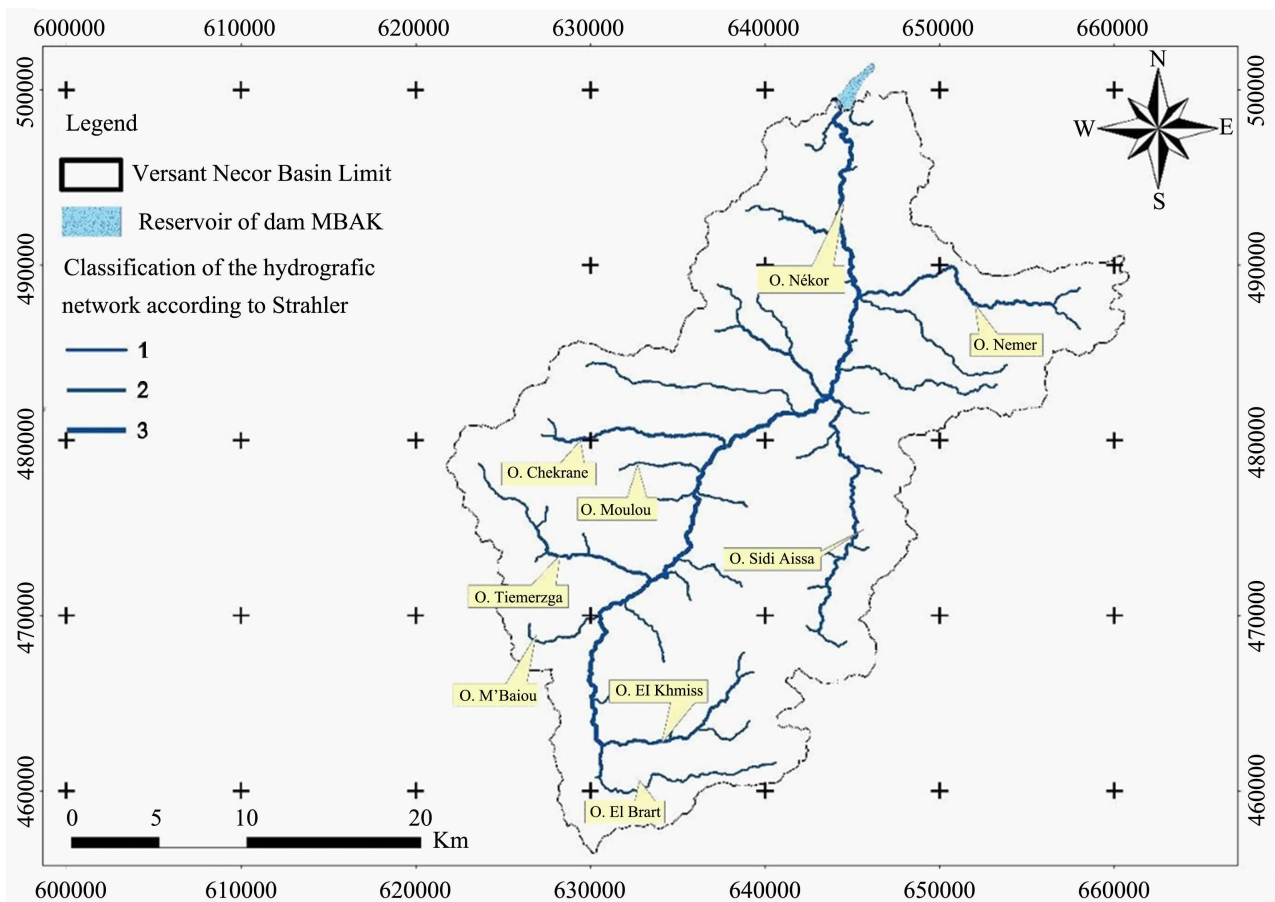 600000 610000 620000 630000 640000 650000 660000
500000
490000
480000
470000
460000
Legend
Versant Necor Basin Limit
Reservoir of dam MBAK
Classification of the hydrografic
network according to Strahler
1
2
3
N
W E
S
O. Nékor
O. Nemer
O. Chekrane
O. Moulou
O. Sidi Aissa
O. Tiemerzga
O. M'Baiou
O. EI Khmiss
O. El Brart
0 5 10 20
Km
500000
490000
480000
470000
460000
600000 610000 620000 630000 640000 650000 660000